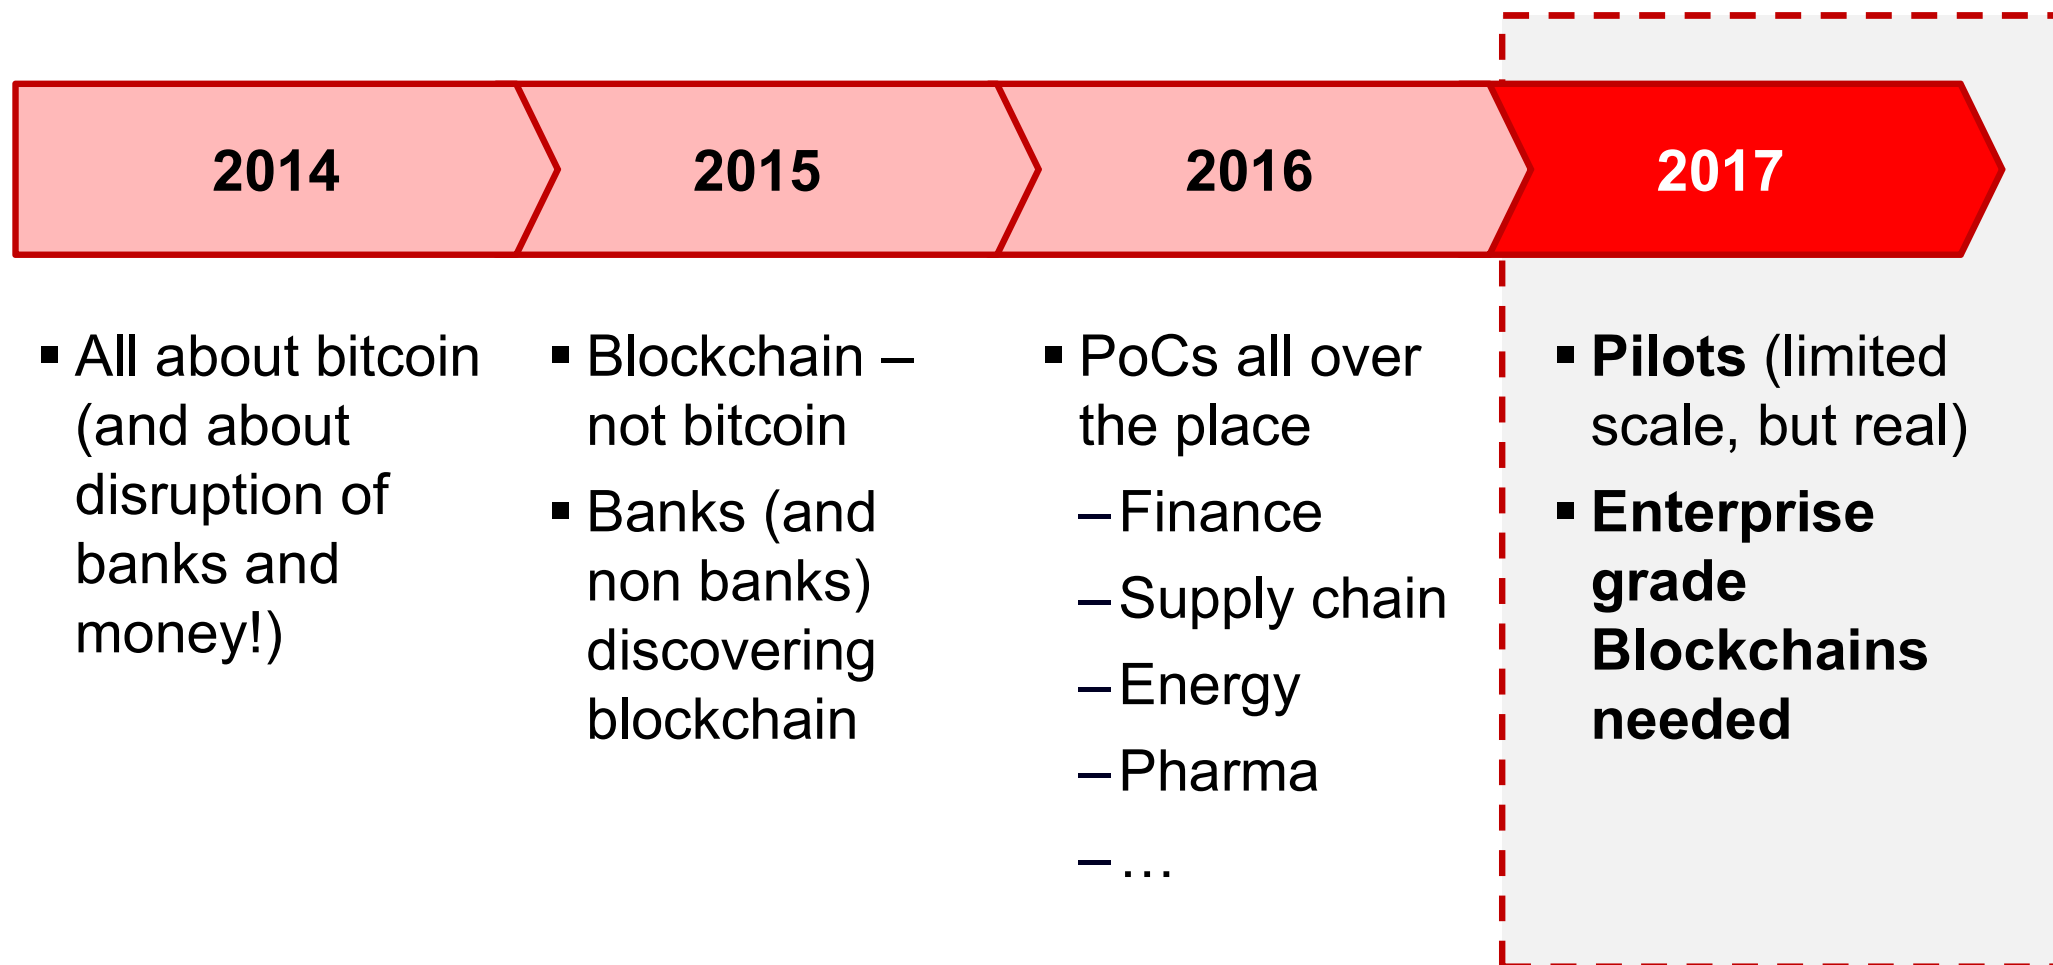 2014
2015
2016
2017
▪ All about bitcoin
(and about
disruption of
banks and
money!)
▪ Blockchain –
not bitcoin
▪ Banks (and
non banks)
discovering
blockchain
▪ PoCs all over
the place
– Finance
– Supply chain
– Energy
– Pharma
– …
▪ Pilots (limited
scale, but real)
▪ Enterprise
grade
Blockchains
needed